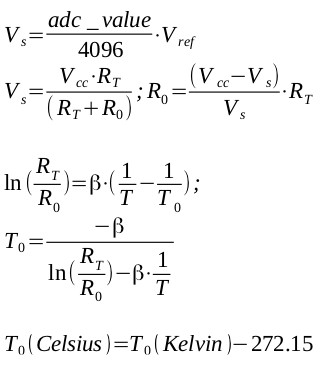 V_s = adc_value / 4096 · V_ref
V_s = V_cc · R_T / (R_T + R_0) ; R_0 = (V_cc − V_s) / V_s · R_T
ln(R_T / R_0) = β · (1 / T − 1 / T_0) ;
T_0 = −β / (ln(R_T / R_0) − β · 1 / T)
T_0 (Celsius) = T_0 (Kelvin) − 272.15